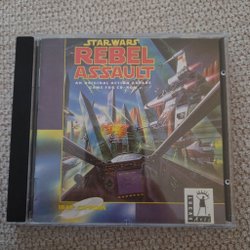 STAR WARS
REBEL
ASSAULT
AN ORIGINAL ACTION ARCADE
GAME FOR CD-ROM